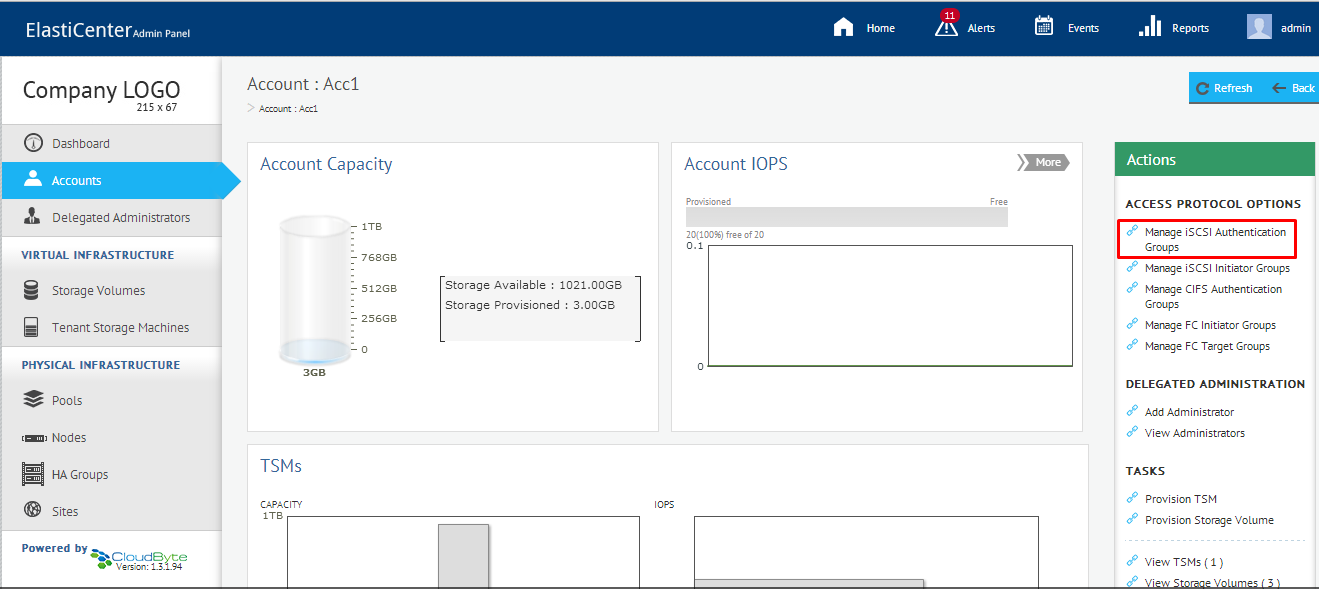 ElastiCenter Admin Panel
Home
11
Alerts
Events
Reports
admin
Company LOGO
215 x 67
Dashboard
Accounts
Delegated Administrators
VIRTUAL INFRASTRUCTURE
Storage Volumes
Tenant Storage Machines
PHYSICAL INFRASTRUCTURE
Pools
Nodes
HA Groups
Sites
Powered by CloudByte
Version: 1.3.1.94
Account : Acc1
Account : Acc1
Refresh
Back
Account Capacity
1TB
768GB
512GB
256GB
0
3GB
Storage Available : 1021.00GB
Storage Provisioned : 3.00GB
Account IOPS
More
Provisioned Free
20(100%) free of 20
0.1
0
TSMs
CAPACITY
1TB
IOPS
Actions
ACCESS PROTOCOL OPTIONS
Manage iSCSI Authentication
Groups
Manage iSCSI Initiator Groups
Manage CIFS Authentication
Groups
Manage FC Initiator Groups
Manage FC Target Groups
DELEGATED ADMINISTRATION
Add Administrator
View Administrators
TASKS
Provision TSM
Provision Storage Volume
View TSMs ( 1 )
View Storage Volumes ( 3 )